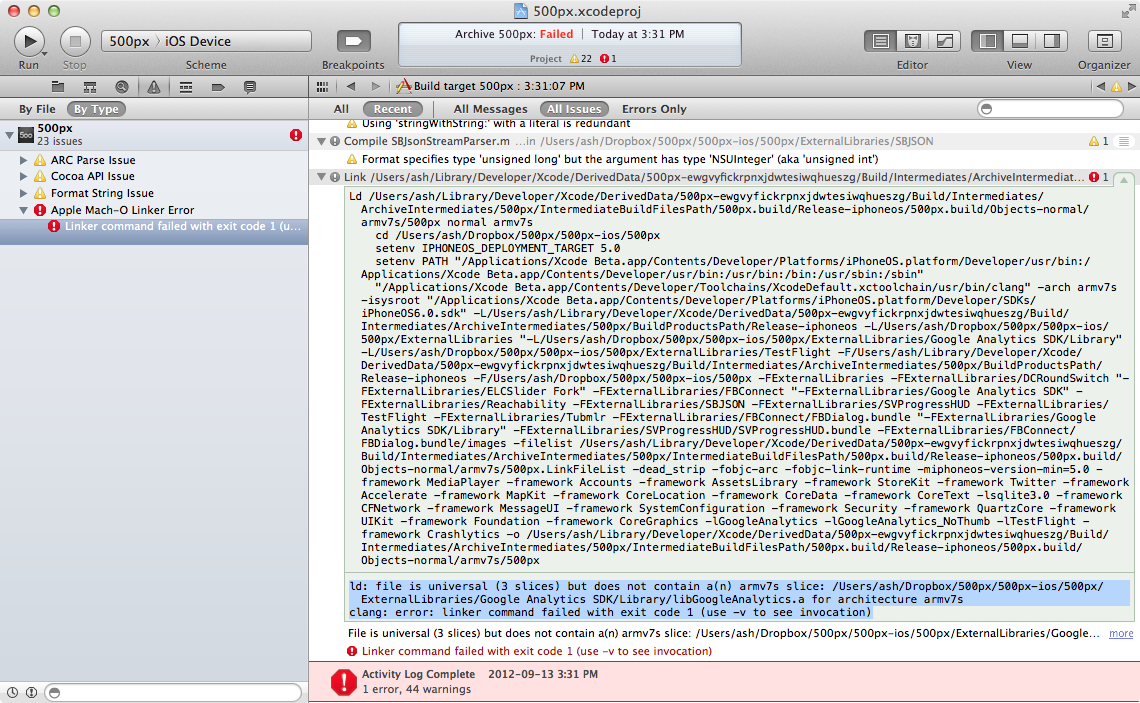 500px.xcodeproj
Run
Stop
500px 〉 iOS Device
Scheme
Breakpoints
Archive 500px: Failed | Today at 3:31 PM
Project 22 1
Editor
View
Organizer
Build target 500px : 3:31:07 PM
By File By Type
All Recent All Messages All Issues Errors Only
500px
23 issues
ARC Parse Issue
Cocoa API Issue
Format String Issue
Apple Mach-O Linker Error
Linker command failed with exit code 1 (u...
Using 'stringWithString:' with a literal is redundant
Compile SBJsonStreamParser.m ...in /Users/ash/Dropbox/500px/500px-ios/500px/ExternalLibraries/SBJSON 1
Format specifies type 'unsigned long' but the argument has type 'NSUInteger' (aka 'unsigned int')
Link /Users/ash/Library/Developer/Xcode/DerivedData/500px-ewgvyfickrpnxjdwtesiwqhueszg/Build/Intermediates/ArchiveIntermediat... 1
Ld /Users/ash/Library/Developer/Xcode/DerivedData/500px-ewgvyfickrpnxjdwtesiwqhueszg/Build/Intermediates/
ArchiveIntermediates/500px/IntermediateBuildFilesPath/500px.build/Release-iphoneos/500px.build/Objects-normal/
armv7s/500px normal armv7s
cd /Users/ash/Dropbox/500px/500px-ios/500px
setenv IPHONEOS_DEPLOYMENT_TARGET 5.0
setenv PATH "/Applications/Xcode Beta.app/Contents/Developer/Platforms/iPhoneOS.platform/Developer/usr/bin:/
Applications/Xcode Beta.app/Contents/Developer/usr/bin:/usr/bin:/bin:/usr/sbin:/sbin"
"/Applications/Xcode Beta.app/Contents/Developer/Toolchains/XcodeDefault.xctoolchain/usr/bin/clang" -arch armv7s
-isysroot "/Applications/Xcode Beta.app/Contents/Developer/Platforms/iPhoneOS.platform/Developer/SDKs/
iPhoneOS6.0.sdk" -L/Users/ash/Library/Developer/Xcode/DerivedData/500px-ewgvyfickrpnxjdwtesiwqhueszg/Build/
Intermediates/ArchiveIntermediates/500px/BuildProductsPath/Release-iphoneos -L/Users/ash/Dropbox/500px/500px-ios/
500px/ExternalLibraries "-L/Users/ash/Dropbox/500px/500px-ios/500px/ExternalLibraries/Google Analytics SDK/Library"
-L/Users/ash/Dropbox/500px/500px-ios/500px/ExternalLibraries/TestFlight -F/Users/ash/Library/Developer/Xcode/
DerivedData/500px-ewgvyfickrpnxjdwtesiwqhueszg/Build/Intermediates/ArchiveIntermediates/500px/BuildProductsPath/
Release-iphoneos -F/Users/ash/Dropbox/500px/500px-ios/500px -FExternalLibraries -FExternalLibraries/DCRoundSwitch "-
FExternalLibraries/ELCSlider Fork" -FExternalLibraries/FBConnect "-FExternalLibraries/Google Analytics SDK" -
FExternalLibraries/Reachability -FExternalLibraries/SBJSON -FExternalLibraries/SVProgressHUD -FExternalLibraries/
TestFlight -FExternalLibraries/Tubmlr -FExternalLibraries/FBConnect/FBDialog.bundle "-FExternalLibraries/Google
Analytics SDK/Library" -FExternalLibraries/SVProgressHUD/SVProgressHUD.bundle -FExternalLibraries/FBConnect/
FBDialog.bundle/images -filelist /Users/ash/Library/Developer/Xcode/DerivedData/500px-ewgvyfickrpnxjdwtesiwqhueszg/
Build/Intermediates/ArchiveIntermediates/500px/IntermediateBuildFilesPath/500px.build/Release-iphoneos/500px.build/
Objects-normal/armv7s/500px.LinkFileList -dead_strip -fobjc-arc -fobjc-link-runtime -miphoneos-version-min=5.0 -
framework MediaPlayer -framework Accounts -framework AssetsLibrary -framework StoreKit -framework Twitter -framework
Accelerate -framework MapKit -framework CoreLocation -framework CoreData -framework CoreText -lsqlite3.0 -framework
CFNetwork -framework MessageUI -framework SystemConfiguration -framework Security -framework QuartzCore -framework
UIKit -framework Foundation -framework CoreGraphics -lGoogleAnalytics -lGoogleAnalytics_NoThumb -lTestFlight -
framework Crashlytics -o /Users/ash/Library/Developer/Xcode/DerivedData/500px-ewgvyfickrpnxjdwtesiwqhueszg/Build/
Intermediates/ArchiveIntermediates/500px/IntermediateBuildFilesPath/500px.build/Release-iphoneos/500px.build/
Objects-normal/armv7s/500px
ld: file is universal (3 slices) but does not contain a(n) armv7s slice: /Users/ash/Dropbox/500px/500px-ios/500px/
ExternalLibraries/Google Analytics SDK/Library/libGoogleAnalytics.a for architecture armv7s
clang: error: linker command failed with exit code 1 (use -v to see invocation)
File is universal (3 slices) but does not contain a(n) armv7s slice: /Users/ash/Dropbox/500px/500px-ios/500px/ExternalLibraries/Google... more
Linker command failed with exit code 1 (use -v to see invocation)
Activity Log Complete 2012-09-13 3:31 PM
1 error, 44 warnings